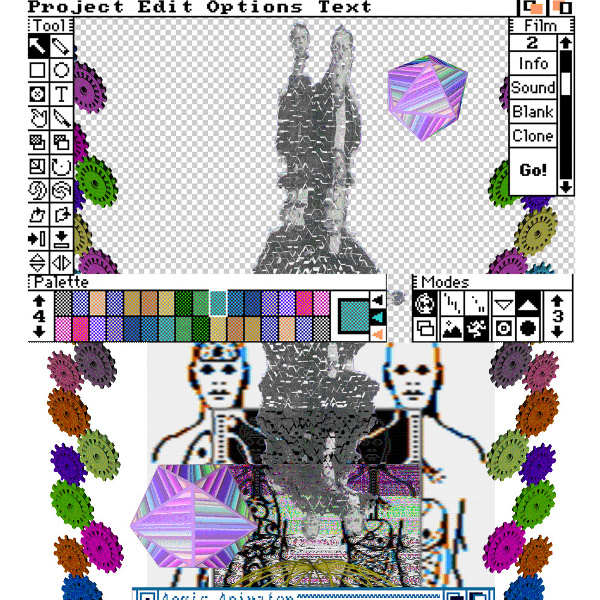 Project Edit Options Text
Tool
Film
2
Info
Sound
Blank
Clone
Go!
T
Palette
Modes
4
3
Aegis Animator